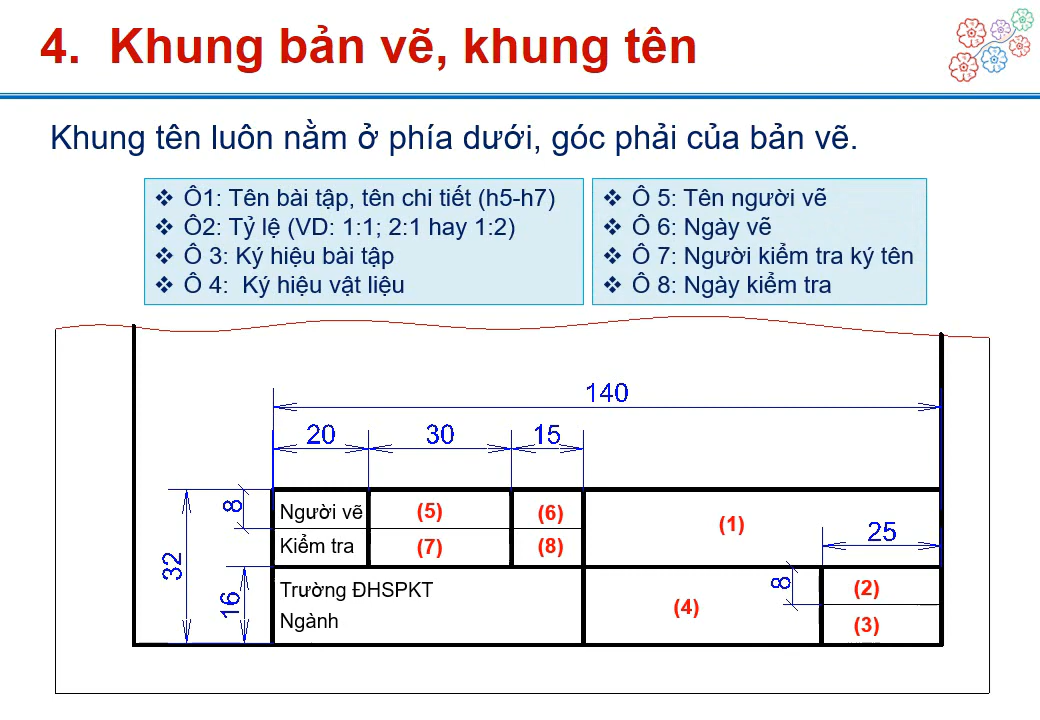 4. Khung bản vẽ, khung tên
Khung tên luôn nằm ở phía dưới, góc phải của bản vẽ.
❖ Ô1: Tên bài tập, tên chi tiết (h5-h7)
❖ Ô2: Tỷ lệ (VD: 1:1; 2:1 hay 1:2)
❖ Ô 3: Ký hiệu bài tập
❖ Ô 4: Ký hiệu vật liệu
❖ Ô 5: Tên người vẽ
❖ Ô 6: Ngày vẽ
❖ Ô 7: Người kiểm tra ký tên
❖ Ô 8: Ngày kiểm tra
140
20 30 15
8 Người vẽ (5) (6) (1)
25
Kiểm tra (7) (8)
32
16 Trường ĐHSPKT (4) 8 (2)
Ngành (3)